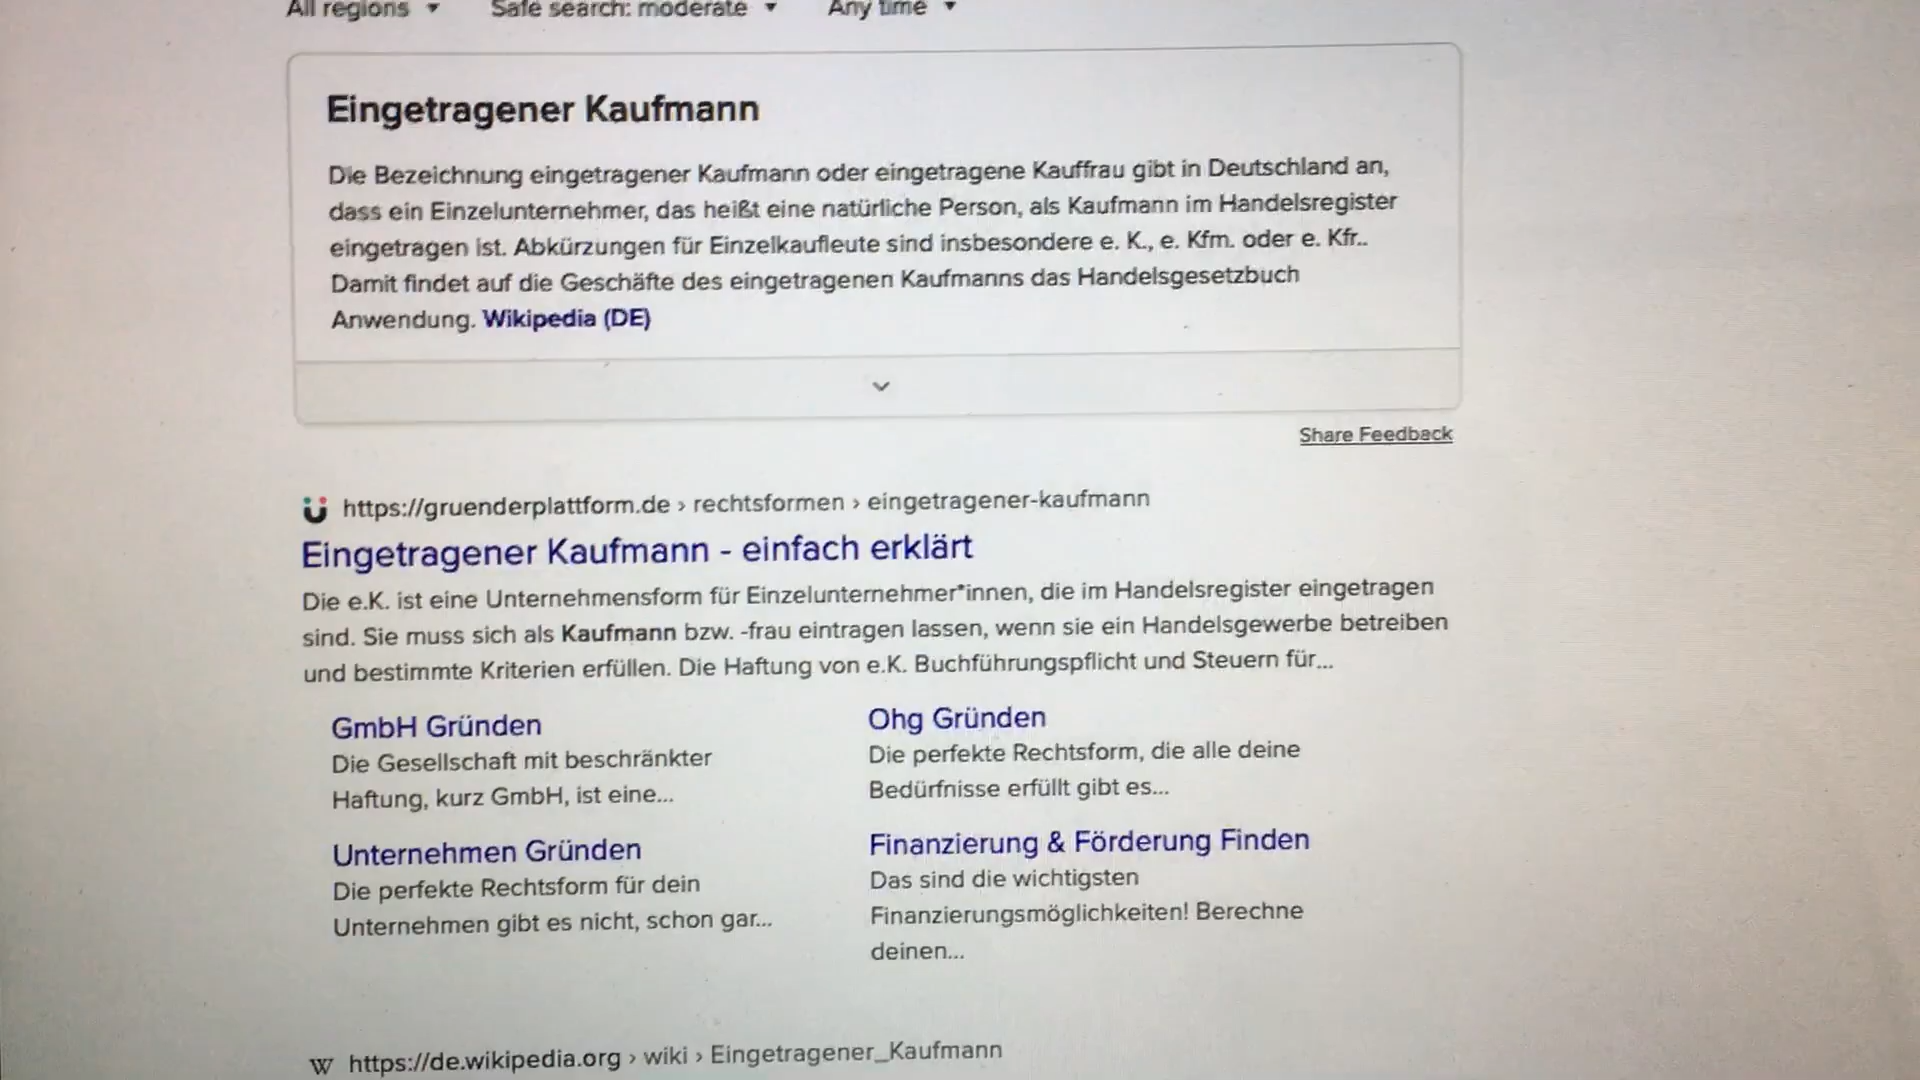 All regions
Safe search: moderate
Any time
Eingetragener Kaufmann
Die Bezeichnung eingetragener Kaufmann oder eingetragene Kauffrau gibt in Deutschland an,
dass ein Einzelunternehmer, das heißt eine natürliche Person, als Kaufmann im Handelsregister
eingetragen ist. Abkürzungen für Einzelkaufleute sind insbesondere e. K., e. Kfm. oder e. Kfr..
Damit findet auf die Geschäfte des eingetragenen Kaufmanns das Handelsgesetzbuch
Anwendung. Wikipedia (DE)
Share Feedback
https://gruenderplattform.de › rechtsformen › eingetragener-kaufmann
Eingetragener Kaufmann - einfach erklärt
Die e.K. ist eine Unternehmensform für Einzelunternehmer*innen, die im Handelsregister eingetragen
sind. Sie muss sich als Kaufmann bzw. -frau eintragen lassen, wenn sie ein Handelsgewerbe betreiben
und bestimmte Kriterien erfüllen. Die Haftung von e.K. Buchführungspflicht und Steuern für...
GmbH Gründen
Die Gesellschaft mit beschränkter
Haftung, kurz GmbH, ist eine...
Ohg Gründen
Die perfekte Rechtsform, die alle deine
Bedürfnisse erfüllt gibt es...
Unternehmen Gründen
Die perfekte Rechtsform für dein
Unternehmen gibt es nicht, schon gar...
Finanzierung & Förderung Finden
Das sind die wichtigsten
Finanzierungsmöglichkeiten! Berechne
deinen...
W https://de.wikipedia.org › wiki › Eingetragener_Kaufmann